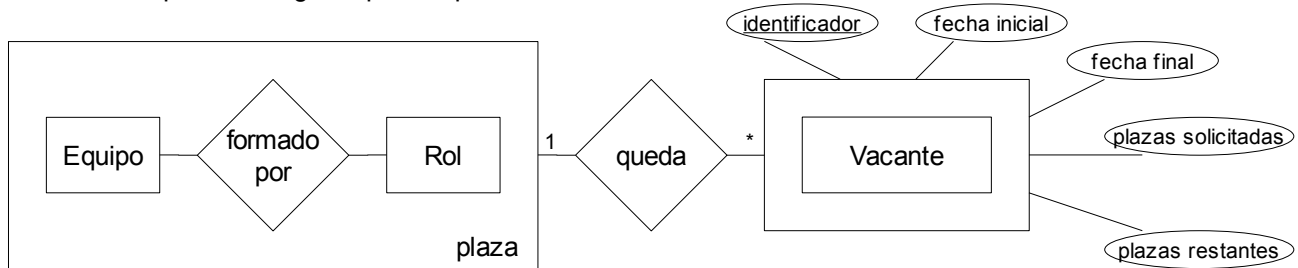 identificador
fecha inicial
fecha final
Equipo
formado
por
Rol
1
queda
*
Vacante
plazas solicitadas
plaza
plazas restantes